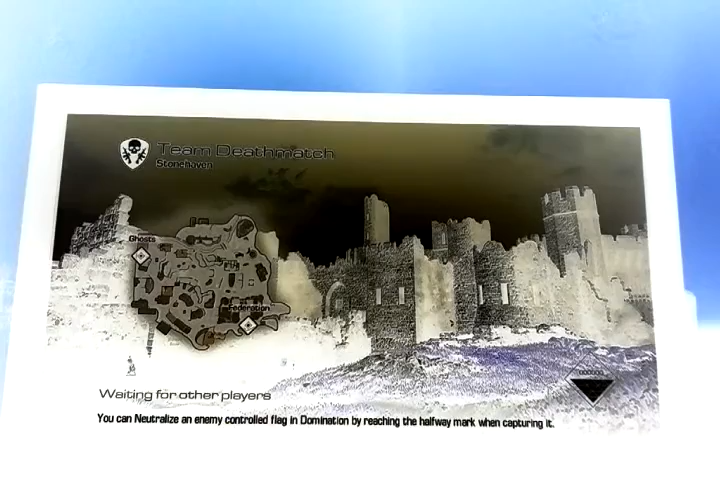 Team Deathmatch
Stonehaven
Ghosts
Federation
Waiting for other players
You can Neutralize an enemy controlled flag in Domination by reaching the halfway mark when capturing it.